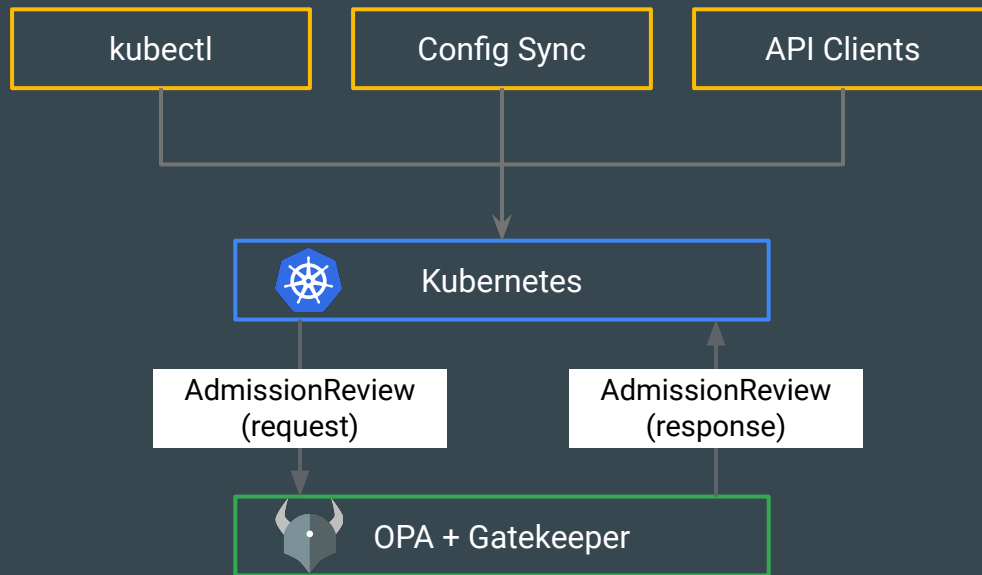 kubectl
Config Sync
API Clients
Kubernetes
AdmissionReview
(request)
AdmissionReview
(response)
OPA + Gatekeeper